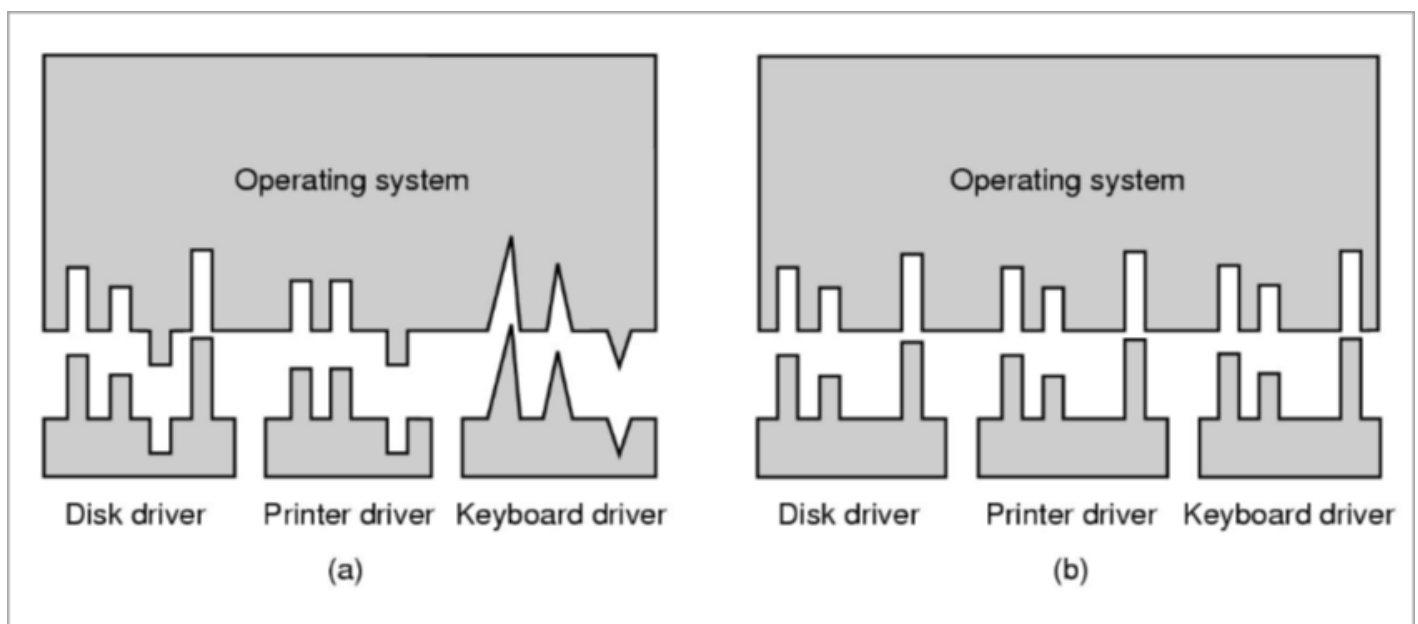 Operating system
Operating system
Disk driver
Printer driver
Keyboard driver
Disk driver
Printer driver
Keyboard driver
(a)
(b)